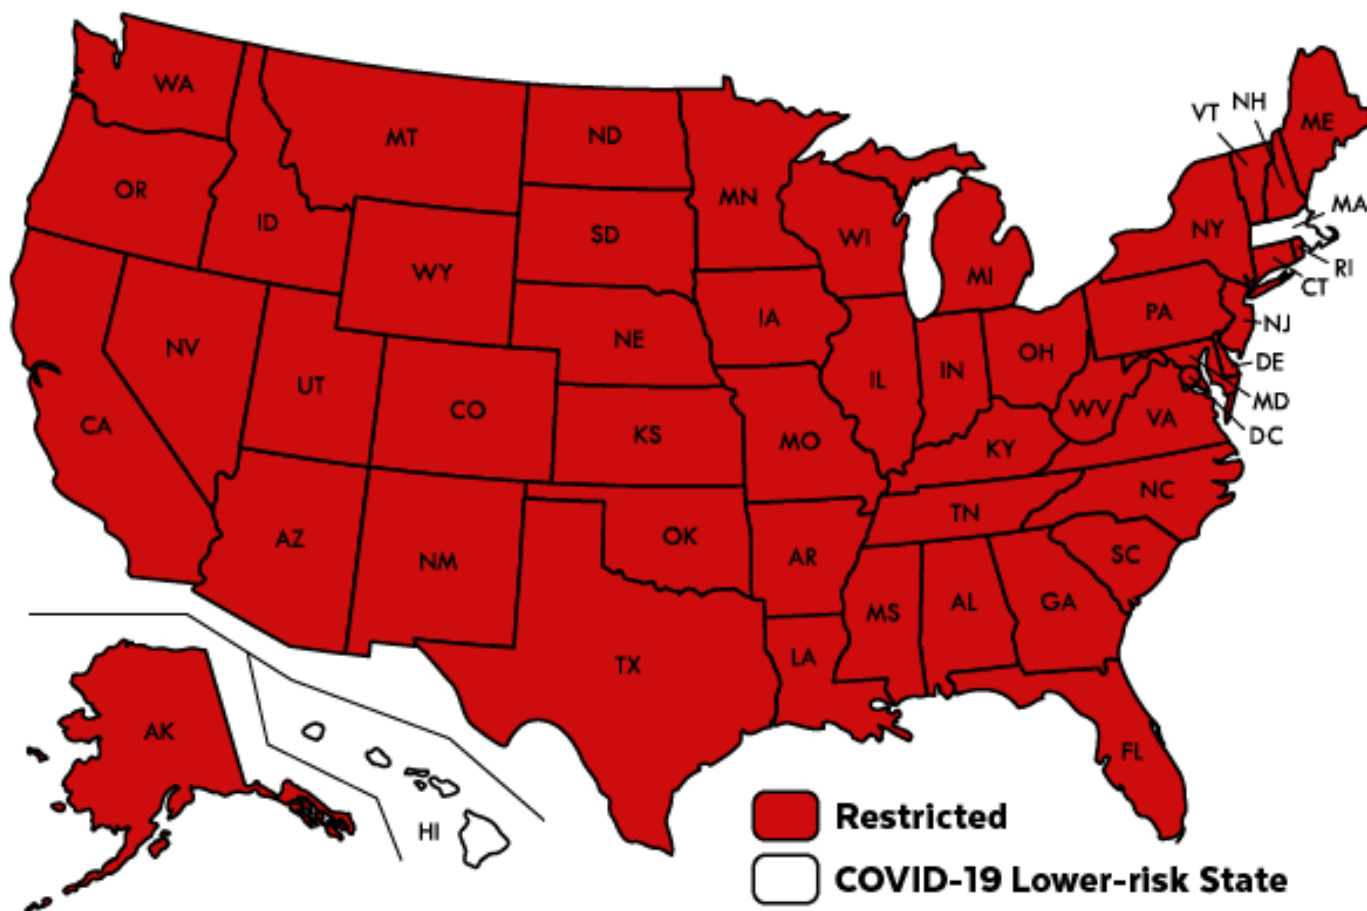 WA
MT
ND
MN
OR
ID
SD
WI
WY
MI
VT
NH
ME
MA
NY
RI
CT
NJ
PA
DE
MD
DC
NV
UT
CO
NE
IA
IL
IN
OH
WV
VA
CA
KS
MO
KY
NC
TN
AZ
NM
OK
AR
SC
MS
AL
GA
TX
LA
FL
AK
HI
Restricted
COVID-19 Lower-risk State